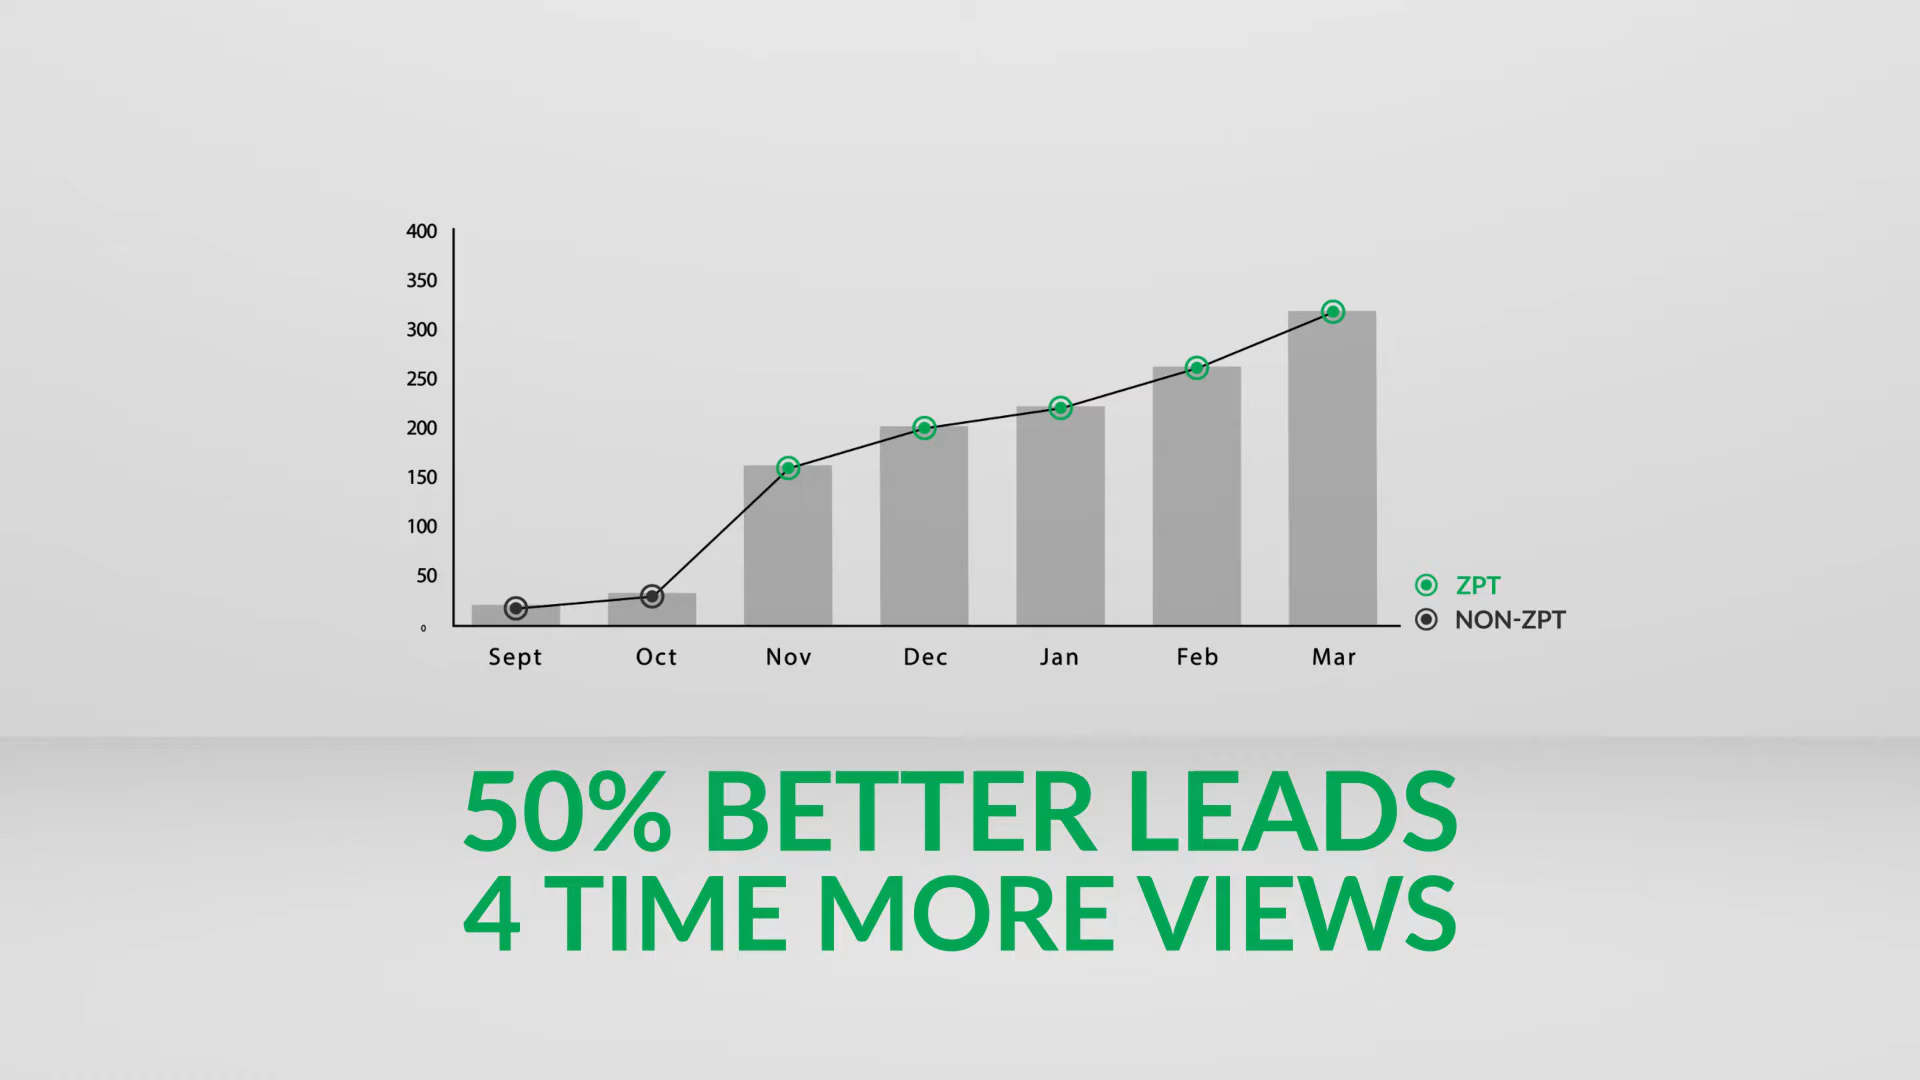 400
350
300
250
200
150
100
50
0
Sept Oct Nov Dec Jan Feb Mar
ZPT
NON-ZPT
50% BETTER LEADS
4 TIME MORE VIEWS